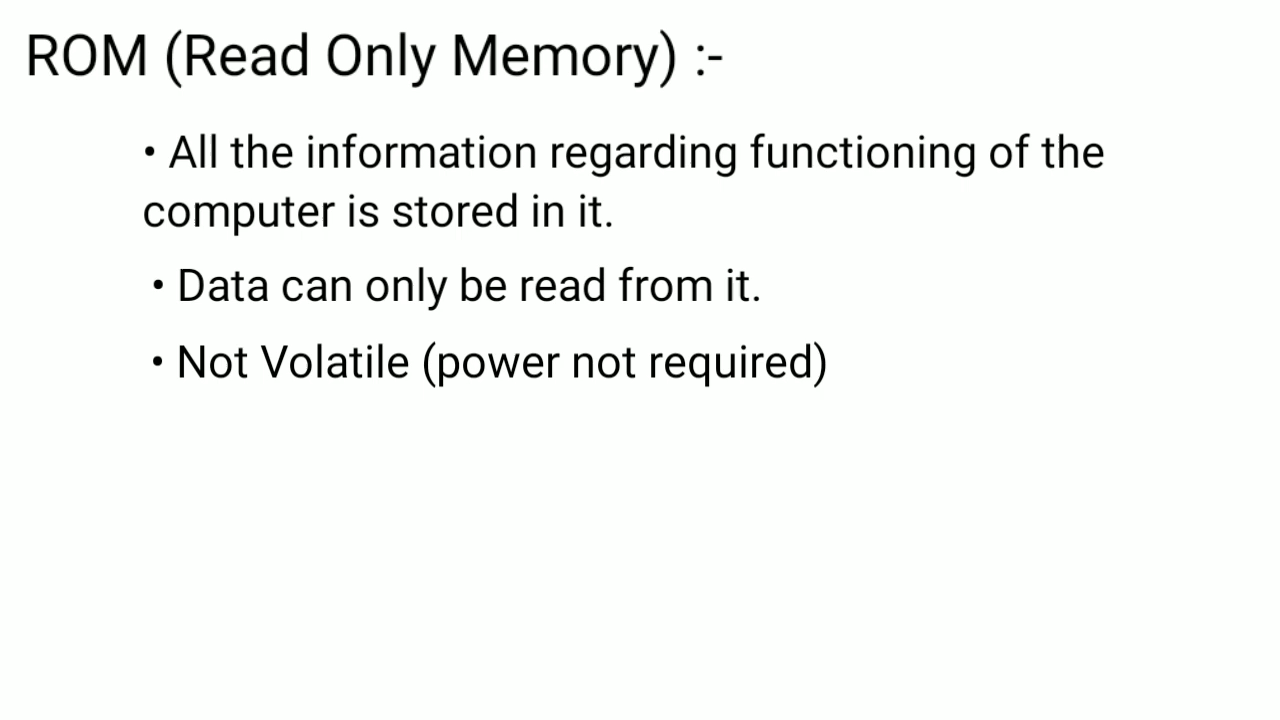 ROM (Read Only Memory) :-
• All the information regarding functioning of the
computer is stored in it.
• Data can only be read from it.
• Not Volatile (power not required)